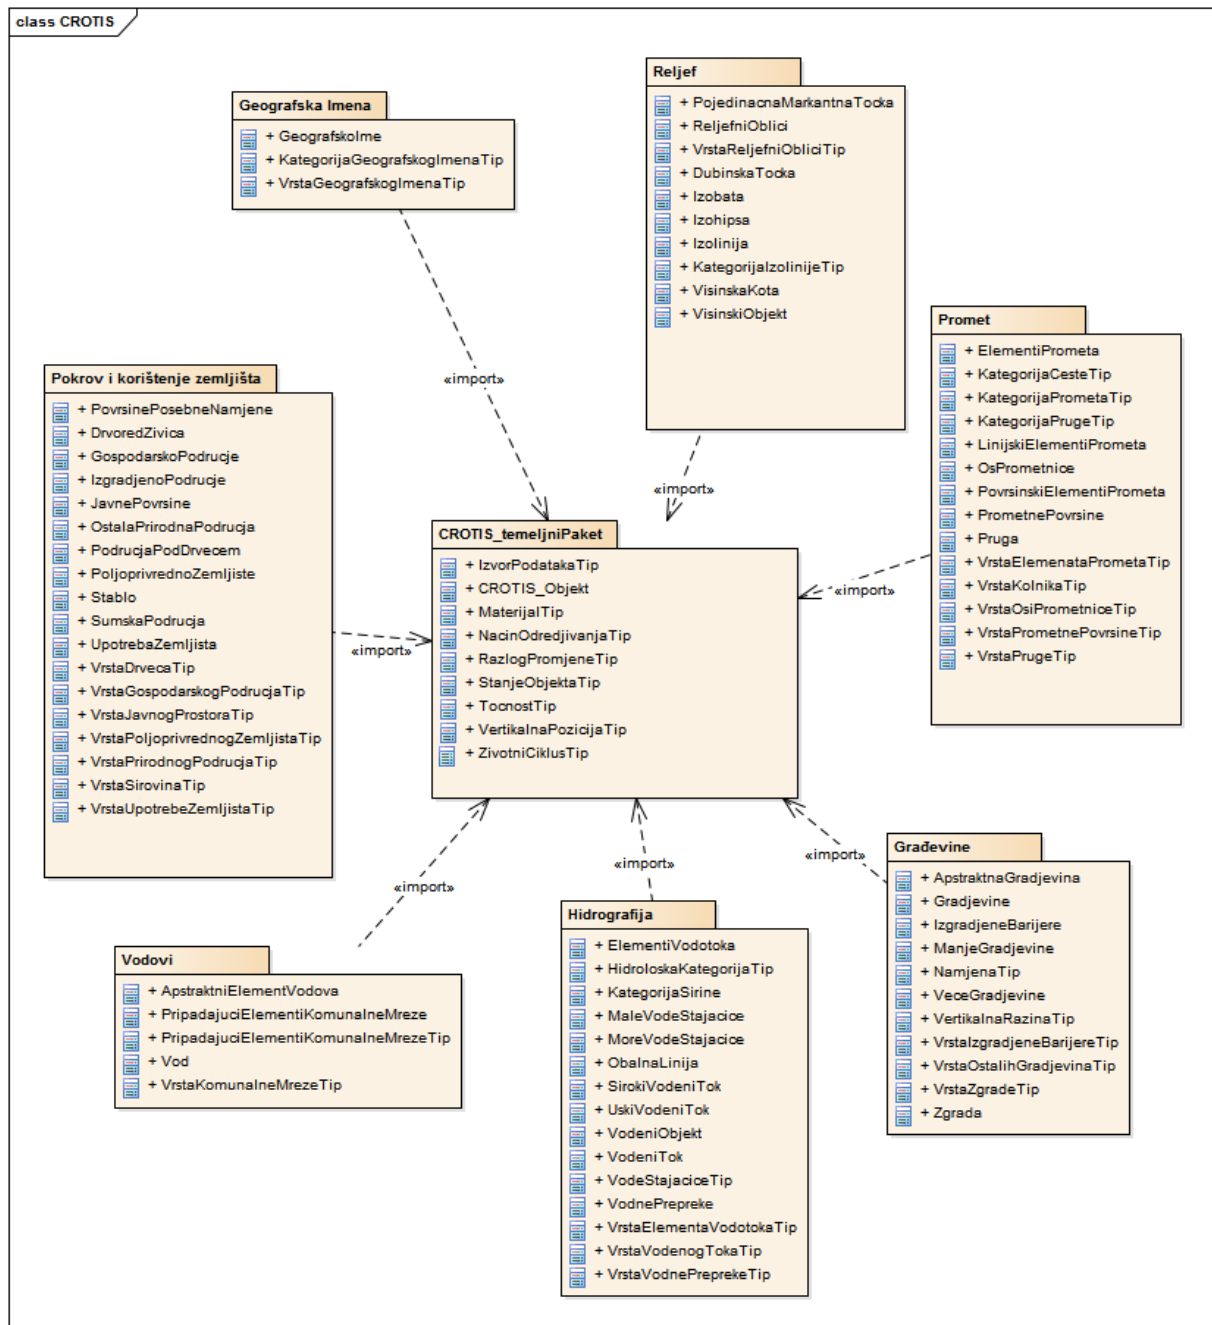 class CROTIS
Geografska Imena
+ GeografskoIme
+ KategorijaGeografskogImenaTip
+ VrstaGeografskogImenaTip
«import»
Reljef
+ PojedinacnaMarkantnaTocka
+ ReljefniOblici
+ VrstaReljefniObliciTip
+ DubinskaTocka
+ Izobata
+ Izohipsa
+ Izolinija
+ KategorijaIzolinijeTip
+ VisinskaKota
+ VisinskiObjekt
«import»
Promet
+ ElementiPrometa
+ KategorijaCesteTip
+ KategorijaPrometaTip
+ KategorijaPrugeTip
+ LinijskiElementiPrometa
+ OsPrometnice
+ PovrsinskiElementiPrometa
+ PrometnePovrsine
+ Pruga
+ VrstaElemenataPrometaTip
+ VrstaKolnikaTip
+ VrstaOsiPrometniceTip
+ VrstaPrometnePovrsineTip
+ VrstaPrugeTip
«import»
Pokrov i korištenje zemljišta
+ PovrsinePosebneNamjene
+ DrvoredZivica
+ GospodarskoPodrucje
+ IzgradjenoPodrucje
+ JavnePovrsine
+ OstalaPrirodnaPodrucja
+ PodrucjaPodDrvecem
+ PoljoprivrednoZemljiste
+ Stablo
+ SumskaPodrucja
+ UpotrebaZemljista
+ VrstaDrvecaTip
+ VrstaGospodarskogPodrucjaTip
+ VrstaJavnogProstoraTip
+ VrstaPoljoprivrednogZemljistaTip
+ VrstaPrirodnogPodrucjaTip
+ VrstaSirovinaTip
+ VrstaUpotrebeZemljistaTip
«import»
CROTIS_temeljniPaket
+ IzvorPodatakaTip
+ CROTIS_Objekt
+ MaterijalTip
+ NacinOdredjivanjaTip
+ RazlogPromjeneTip
+ StanjeObjektaTip
+ TocnostTip
+ VertikalnaPozicijaTip
+ ZivotniCiklusTip
«import»
«import»
«import»
Vodovi
+ ApstraktniElementVodova
+ PripadajuciElementiKomunalneMreze
+ PripadajuciElementiKomunalneMrezeTip
+ Vod
+ VrstaKomunalneMrezeTip
Hidrografija
+ ElementiVodotoka
+ HidroloskaKategorijaTip
+ KategorijaSirine
+ MaleVodeStajacice
+ MoreVodeStajacice
+ ObalnaLinija
+ SirokiVodeniTok
+ UskiVodeniTok
+ VodeniObjekt
+ VodeniTok
+ VodeStajaciceTip
+ VodnePrepreke
+ VrstaElementaVodotokaTip
+ VrstaVodenogTokaTip
+ VrstaVodnePreprekeTip
Građevine
+ ApstraktnaGradjevina
+ Gradjevine
+ IzgradjeneBarijere
+ ManjeGradjevine
+ NamjenaTip
+ VeceGradjevine
+ VertikalnaRazinaTip
+ VrstaIzgradjeneBarijereTip
+ VrstaOstalihGradjevinaTip
+ VrstaZgradeTip
+ Zgrada